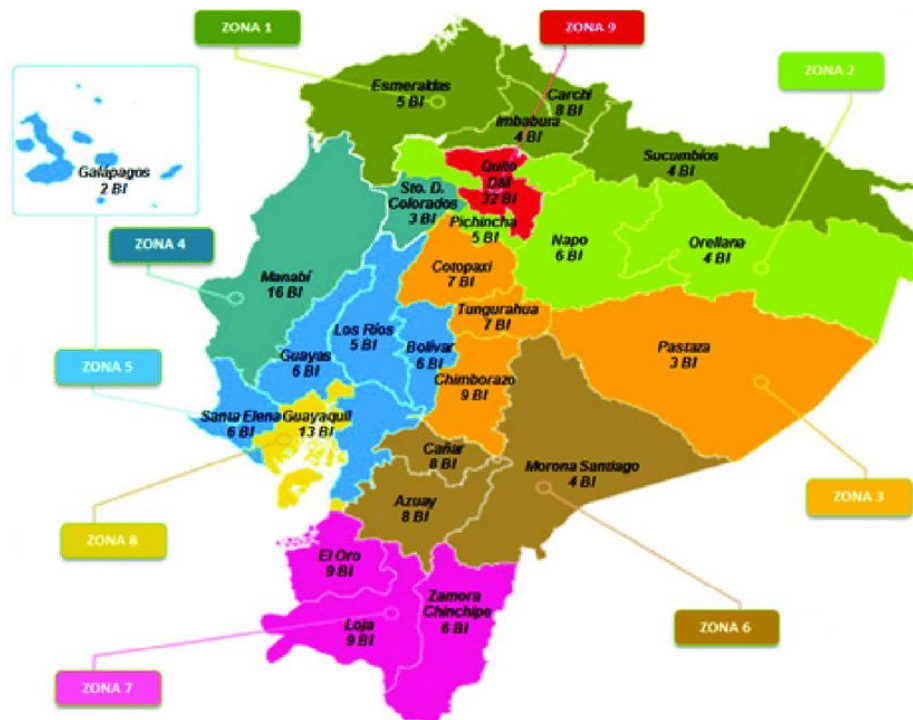 ZONA 1
ZONA 9
ZONA 2
Esmeraldas
5 BI
Carchi
8 BI
Imbabura
4 BI
Sucumbíos
4 BI
Galápagos
2 BI
Quito
DM
32 BI
Sto. D.
Colorados
3 BI
Pichincha
5 BI
Napo
6 BI
Orellana
4 BI
ZONA 4
Manabí
16 BI
Cotopaxi
7 BI
Tungurahua
7 BI
Los Ríos
5 BI
Bolívar
6 BI
Guayas
6 BI
Pastaza
3 BI
ZONA 5
Chimborazo
9 BI
Santa Elena
6 BI
Guayaquil
13 BI
Cañar
8 BI
Morona Santiago
4 BI
Azuay
8 BI
ZONA 3
ZONA 8
El Oro
9 BI
Zamora
Chinchipe
6 BI
Loja
9 BI
ZONA 6
ZONA 7